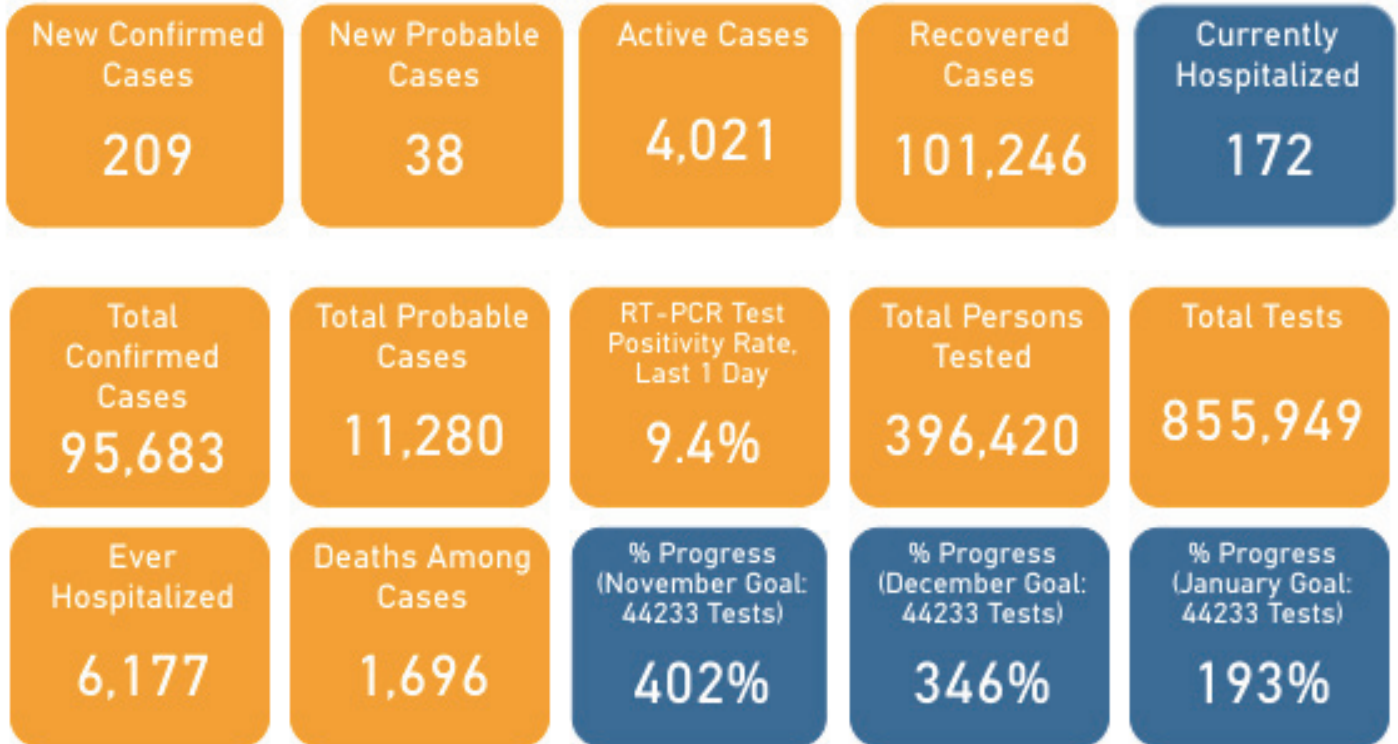 New Confirmed
Cases
209
New Probable
Cases
38
Active Cases
4,021
Recovered
Cases
101,246
Currently
Hospitalized
172
Total
Confirmed
Cases
95,683
Total Probable
Cases
11,280
RT-PCR Test
Positivity Rate,
Last 1 Day
9.4%
Total Persons
Tested
396,420
Total Tests
855,949
Ever
Hospitalized
6,177
Deaths Among
Cases
1,696
% Progress
(November Goal:
44233 Tests)
402%
% Progress
(December Goal:
44233 Tests)
346%
% Progress
(January Goal:
44233 Tests)
193%